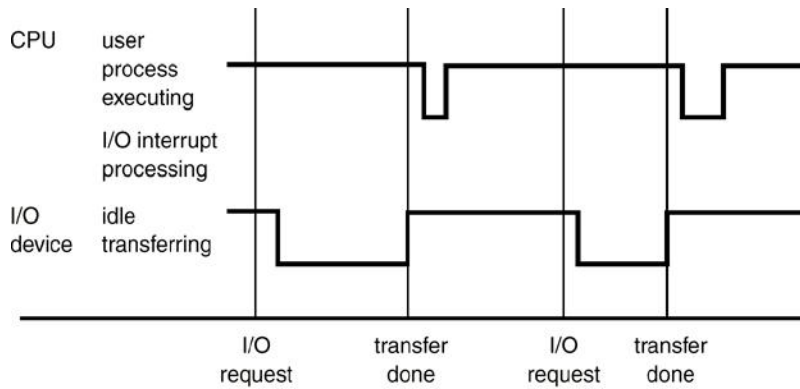 CPU user
process
executing
I/O interrupt
processing
I/O idle
device transferring
I/O transfer I/O transfer
request done request done